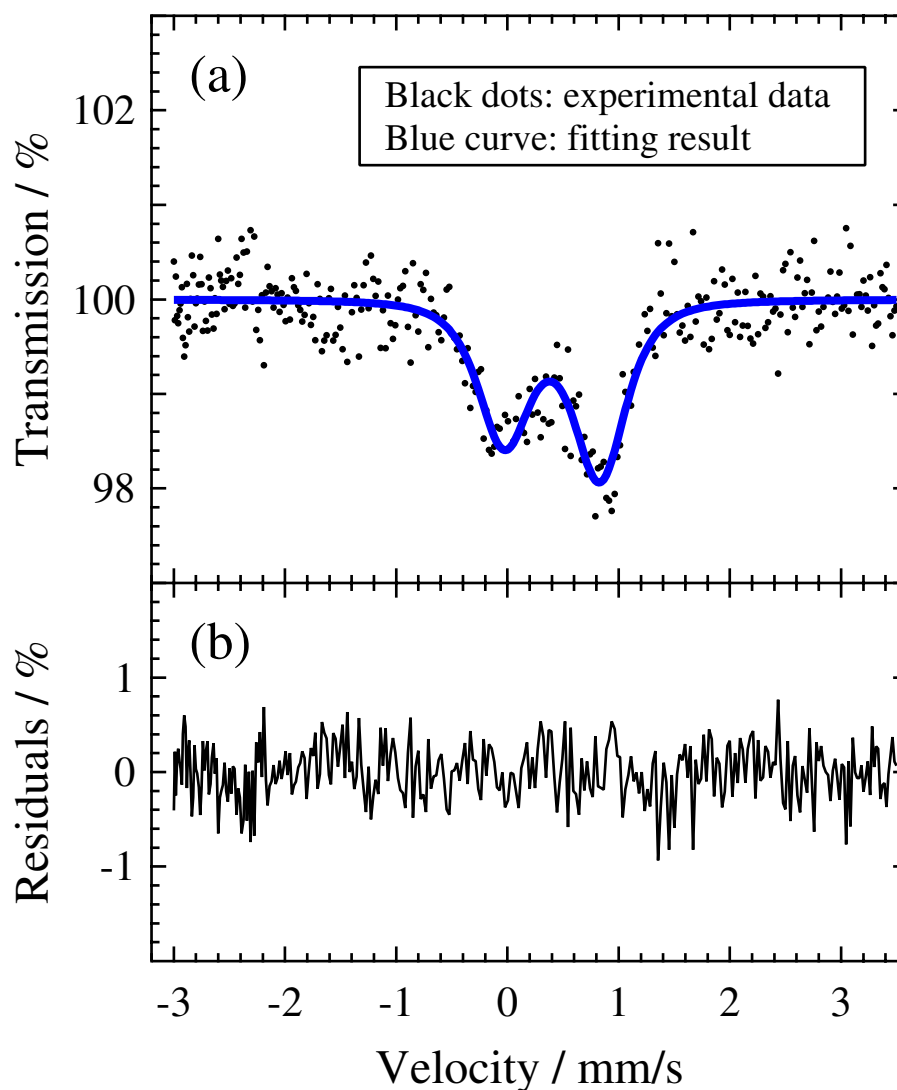 (a)
Black dots: experimental data
Blue curve: fitting result
102
100
98
Transmission / %
(b)
1
0
-1
Residuals / %
-3 -2 -1 0 1 2 3
Velocity / mm/s